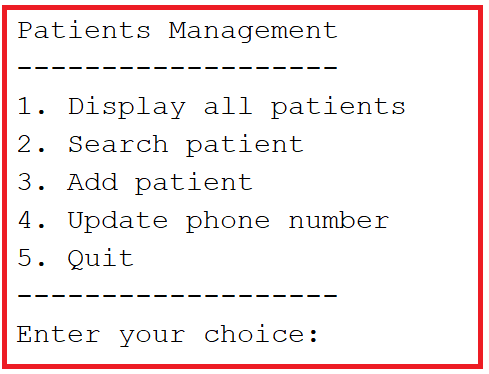 Patients Management
-------------------
1. Display all patients
2. Search patient
3. Add patient
4. Update phone number
5. Quit
-------------------
Enter your choice: